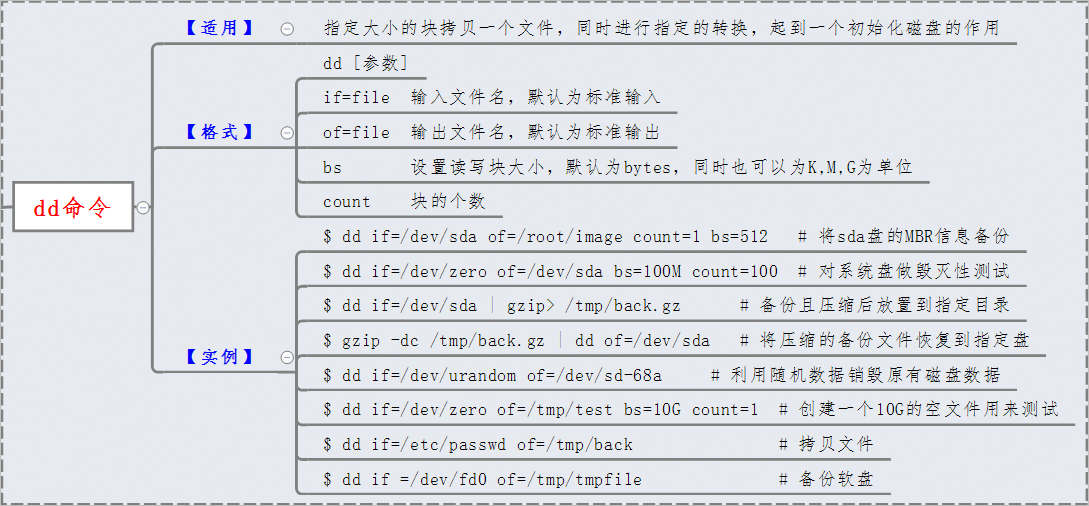 dd命令
【适用】
指定大小的块拷贝一个文件，同时进行指定的转换，起到一个初始化磁盘的作用
【格式】
dd [参数]
if=file 输入文件名，默认为标准输入
of=file 输出文件名，默认为标准输出
bs 设置读写块大小，默认为bytes，同时也可以为K,M,G为单位
count 块的个数
【实例】
$ dd if=/dev/sda of=/root/image count=1 bs=512 # 将sda盘的MBR信息备份
$ dd if=/dev/zero of=/dev/sda bs=100M count=100 # 对系统盘做毁灭性测试
$ dd if=/dev/sda | gzip> /tmp/back.gz # 备份且压缩后放置到指定目录
$ gzip -dc /tmp/back.gz | dd of=/dev/sda # 将压缩的备份文件恢复到指定盘
$ dd if=/dev/urandom of=/dev/sd-68a # 利用随机数据销毁原有磁盘数据
$ dd if=/dev/zero of=/tmp/test bs=10G count=1 # 创建一个10G的空文件用来测试
$ dd if=/etc/passwd of=/tmp/back # 拷贝文件
$ dd if =/dev/fd0 of=/tmp/tmpfile # 备份软盘